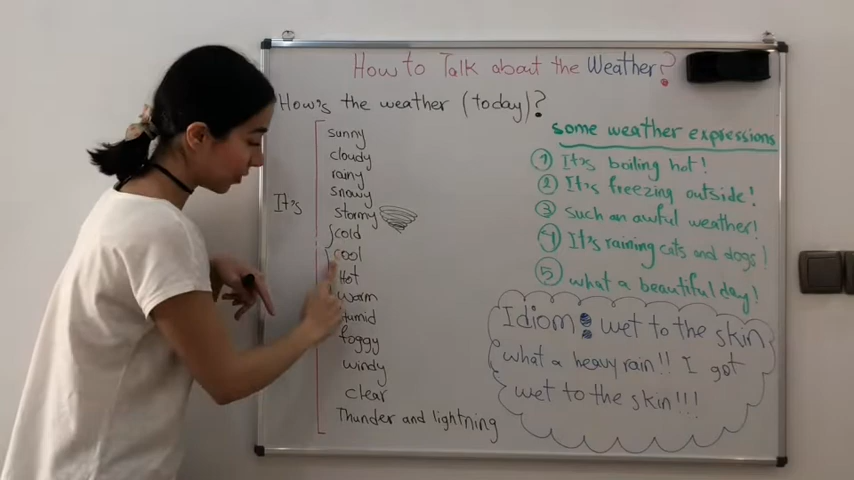 How to Talk about the Weather?
How's the weather (today)?
It's
sunny
cloudy
rainy
snowy
stormy
cold
cool
Hot
warm
Humid
foggy
windy
clear
Thunder and lightning
some weather expressions
1 It's boiling hot!
2 It's freezing outside!
3 such an awful weather!
4 It's raining cats and dogs!
5 what a beautiful day!
Idiom: wet to the skin
what a heavy rain!! I got
wet to the skin!!!